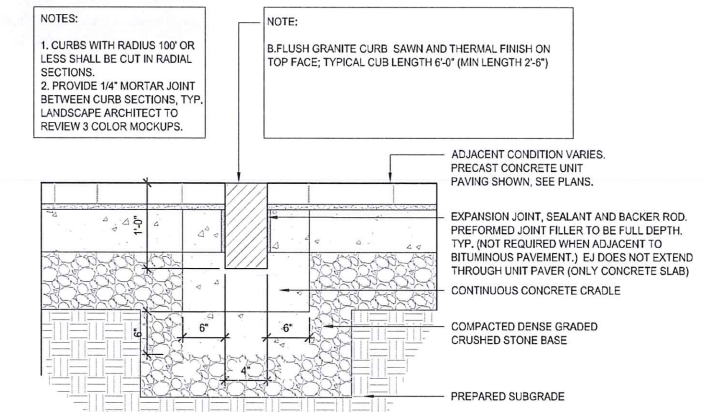 NOTES:
1. CURBS WITH RADIUS 100' OR
LESS SHALL BE CUT IN RADIAL
SECTIONS.
2. PROVIDE 1/4" MORTAR JOINT
BETWEEN CURB SECTIONS, TYP.
LANDSCAPE ARCHITECT TO
REVIEW 3 COLOR MOCKUPS.
NOTE:
B.FLUSH GRANITE CURB SAWN AND THERMAL FINISH ON
TOP FACE; TYPICAL CUB LENGTH 6'-0" (MIN LENGTH 2'-6")
ADJACENT CONDITION VARIES.
PRECAST CONCRETE UNIT
PAVING SHOWN, SEE PLANS.
EXPANSION JOINT, SEALANT AND BACKER ROD.
PREFORMED JOINT FILLER TO BE FULL DEPTH.
TYP. (NOT REQUIRED WHEN ADJACENT TO
BITUMINOUS PAVEMENT.) EJ DOES NOT EXTEND
THROUGH UNIT PAVER (ONLY CONCRETE SLAB)
CONTINUOUS CONCRETE CRADLE
COMPACTED DENSE GRADED
CRUSHED STONE BASE
PREPARED SUBGRADE
1'-0"
6"
6"
6"
4"